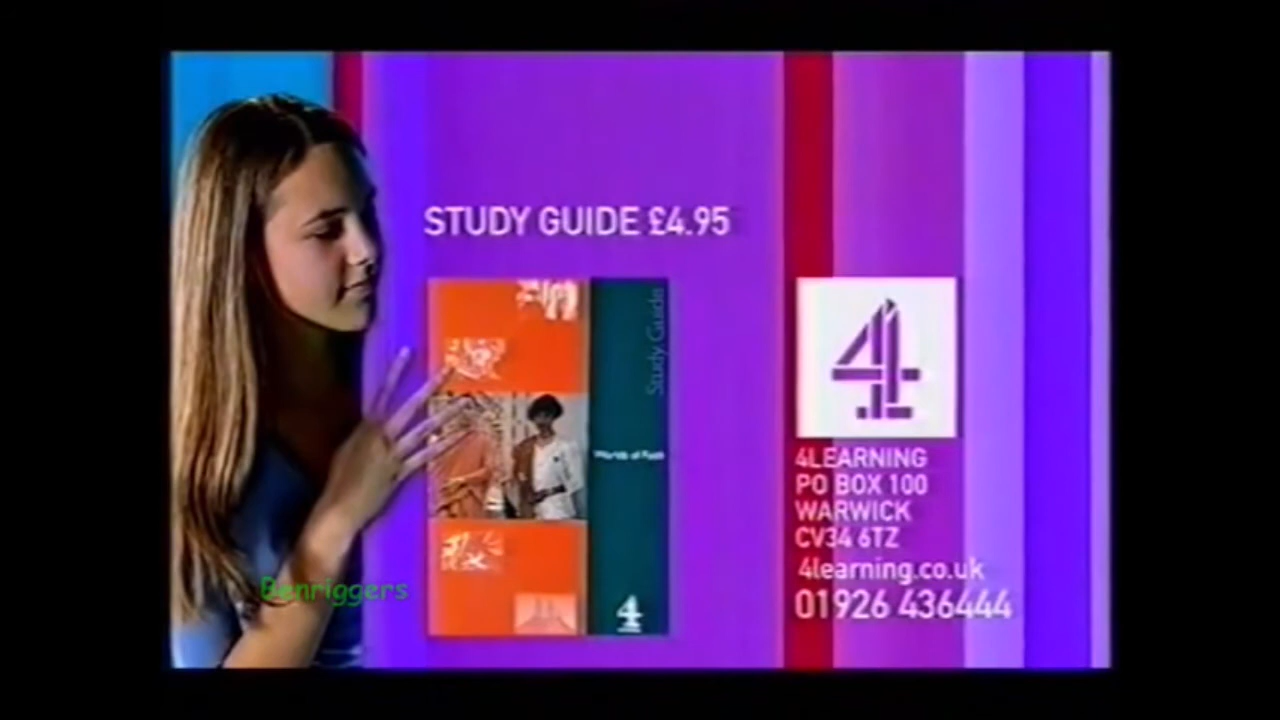 STUDY GUIDE £4.95
Study Guide
Worlds of Faith
4
4
4LEARNING
PO BOX 100
WARWICK
CV34 6TZ
4learning.co.uk
01926 436444
Benriggers